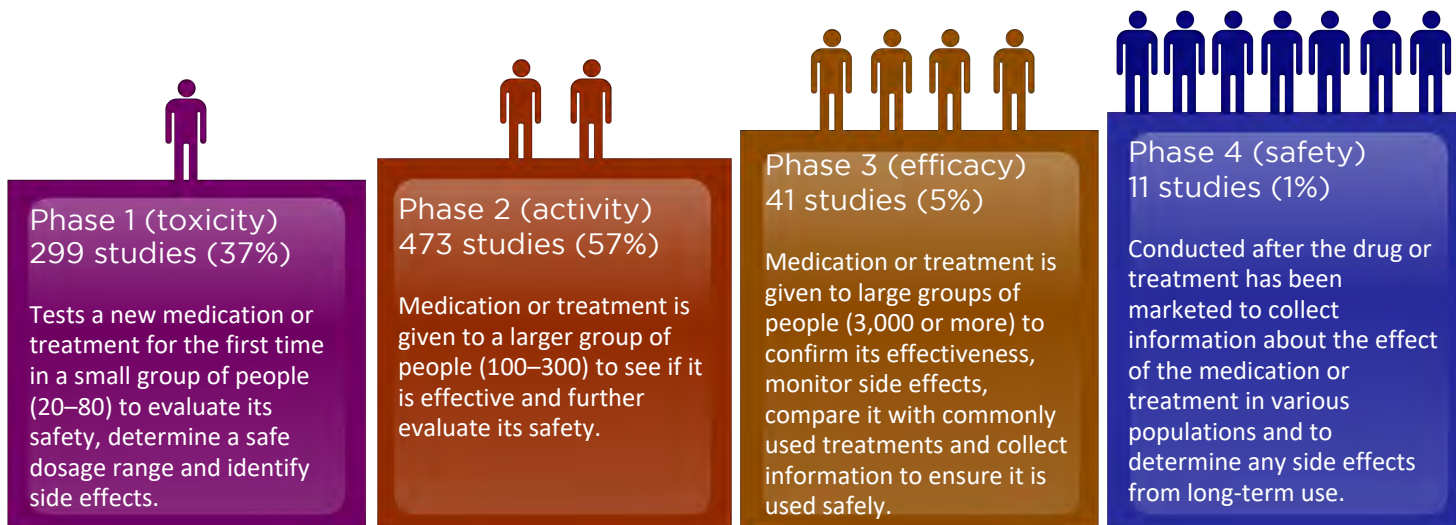 Phase 1 (toxicity)
299 studies (37%)
Tests a new medication or
treatment for the first time
in a small group of people
(20–80) to evaluate its
safety, determine a safe
dosage range and identify
side effects.
Phase 2 (activity)
473 studies (57%)
Medication or treatment is
given to a larger group of
people (100–300) to see if it
is effective and further
evaluate its safety.
Phase 3 (efficacy)
41 studies (5%)
Medication or treatment is
given to large groups of
people (3,000 or more) to
confirm its effectiveness,
monitor side effects,
compare it with commonly
used treatments and collect
information to ensure it is
used safely.
Phase 4 (safety)
11 studies (1%)
Conducted after the drug or
treatment has been
marketed to collect
information about the effect
of the medication or
treatment in various
populations and to
determine any side effects
from long-term use.